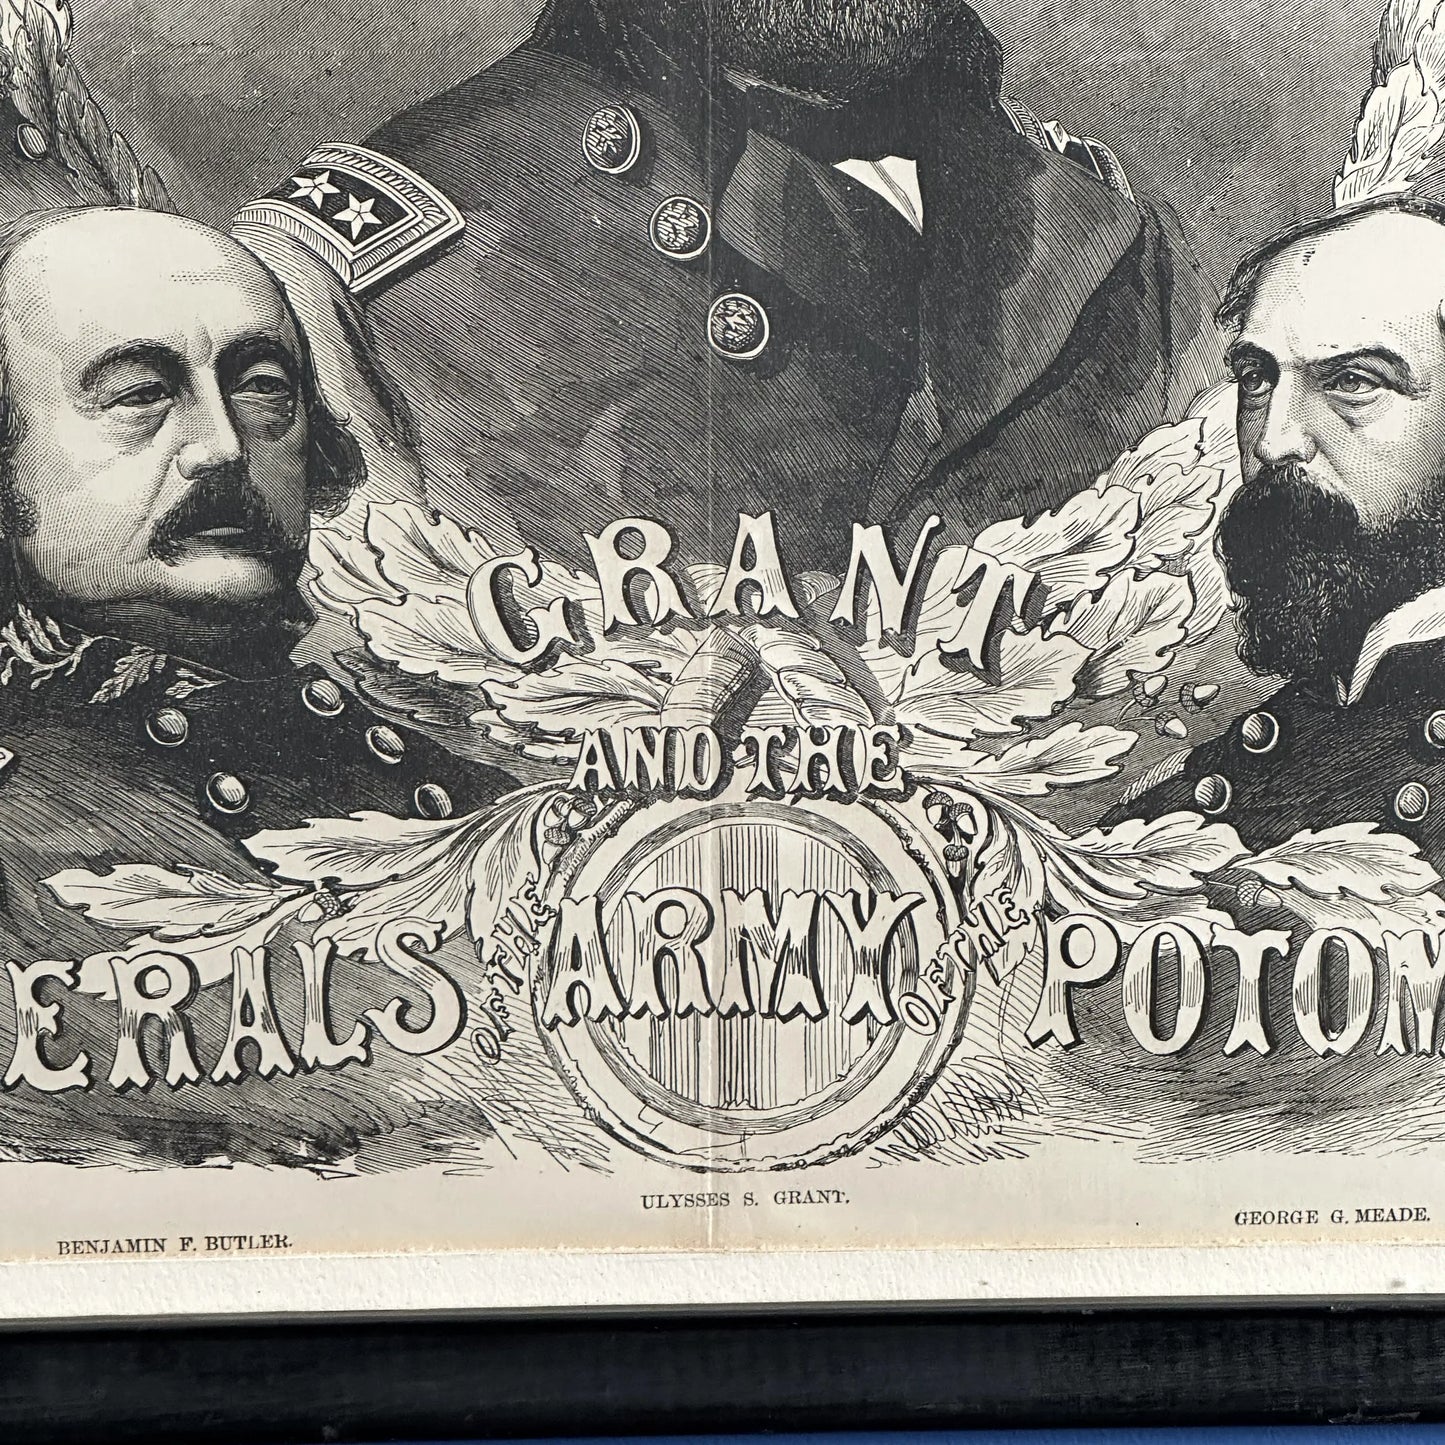 GRANT
AND THE
ERALS OF THE ARMY OF THE POTOM
ULYSSES S. GRANT.
GEORGE G. MEADE.
BENJAMIN F. BUTLER.